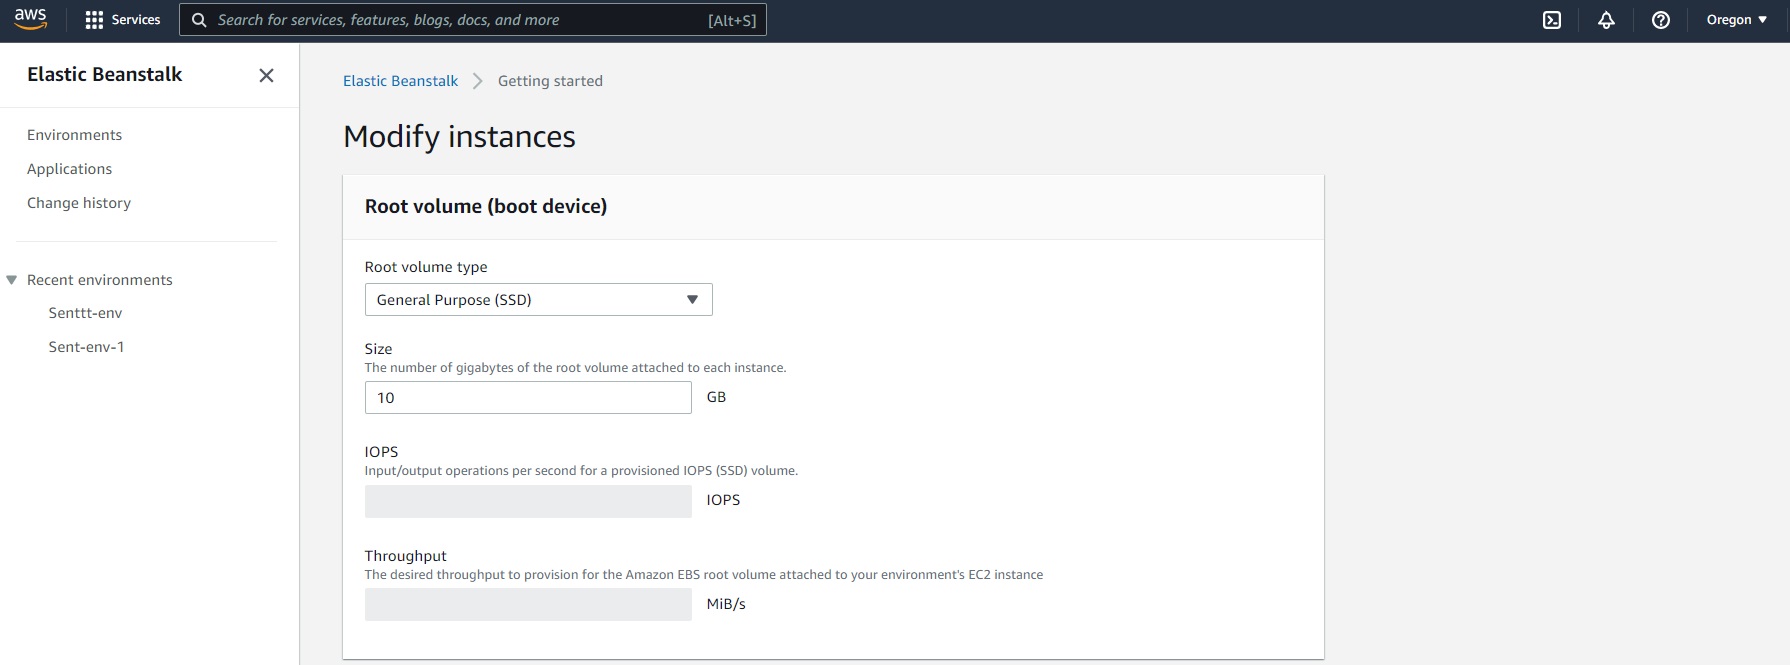 aws
Services
Search for services, features, blogs, docs, and more [Alt+S]
Oregon
Elastic Beanstalk
Environments
Applications
Change history
Recent environments
Senttt-env
Sent-env-1
Elastic Beanstalk
Getting started
Modify instances
Root volume (boot device)
Root volume type
General Purpose (SSD)
Size
The number of gigabytes of the root volume attached to each instance.
10 GB
IOPS
Input/output operations per second for a provisioned IOPS (SSD) volume.
IOPS
Throughput
The desired throughput to provision for the Amazon EBS root volume attached to your environment's EC2 instance
MiB/s